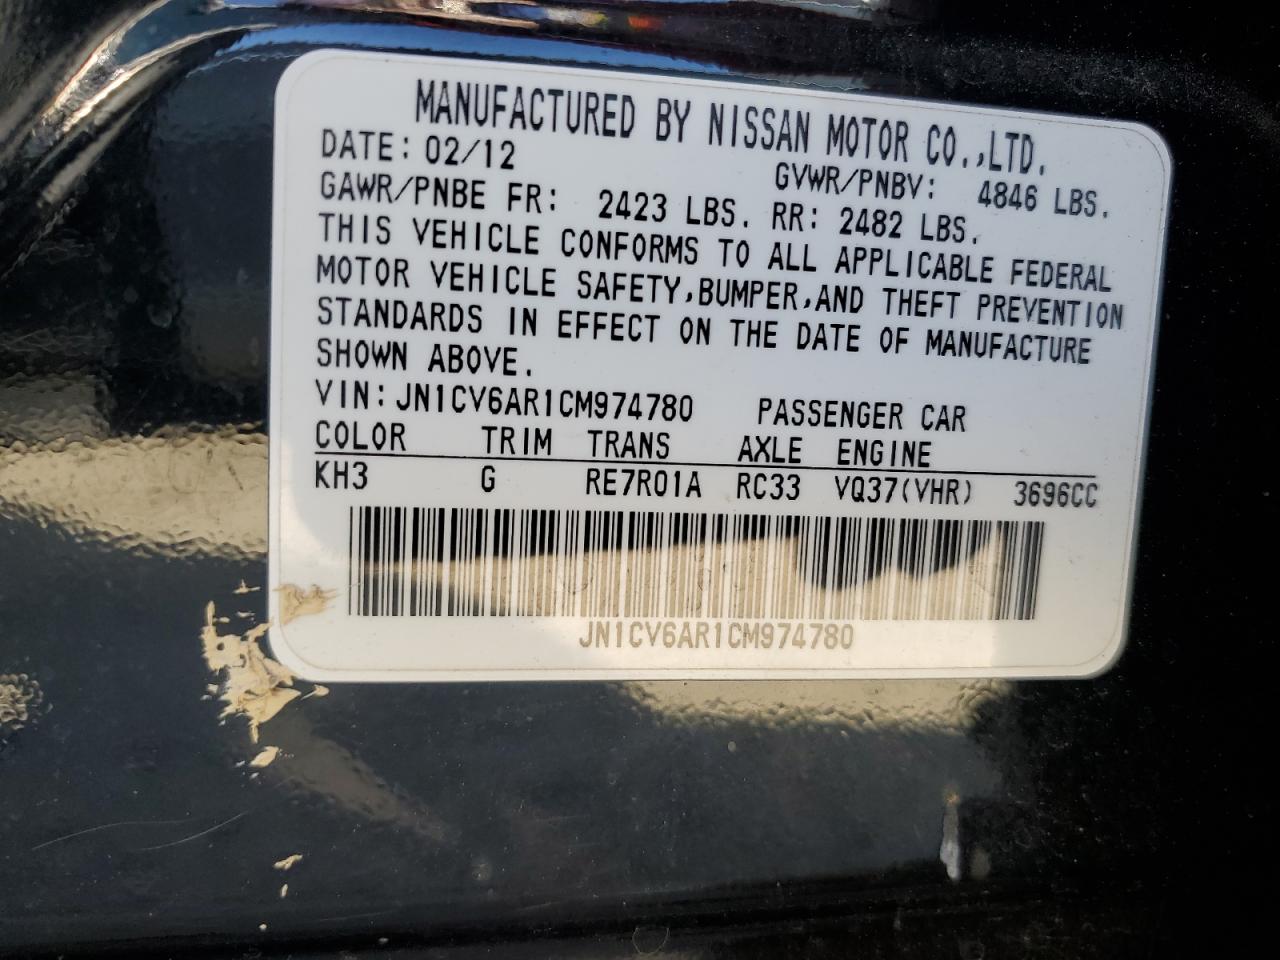 MANUFACTURED BY NISSAN MOTOR CO.,LTD.
DATE: 02/12 GVWR/PNBV: 4846 LBS.
GAWR/PNBE FR: 2423 LBS. RR: 2482 LBS.
THIS VEHICLE CONFORMS TO ALL APPLICABLE FEDERAL
MOTOR VEHICLE SAFETY,BUMPER,AND THEFT PREVENTION
STANDARDS IN EFFECT ON THE DATE OF MANUFACTURE
SHOWN ABOVE.
VIN: JN1CV6AR1CM974780 PASSENGER CAR
COLOR TRIM TRANS AXLE ENGINE
KH3 G RE7R01A RC33 VQ37(VHR) 3696CC
JN1CV6AR1CM974780